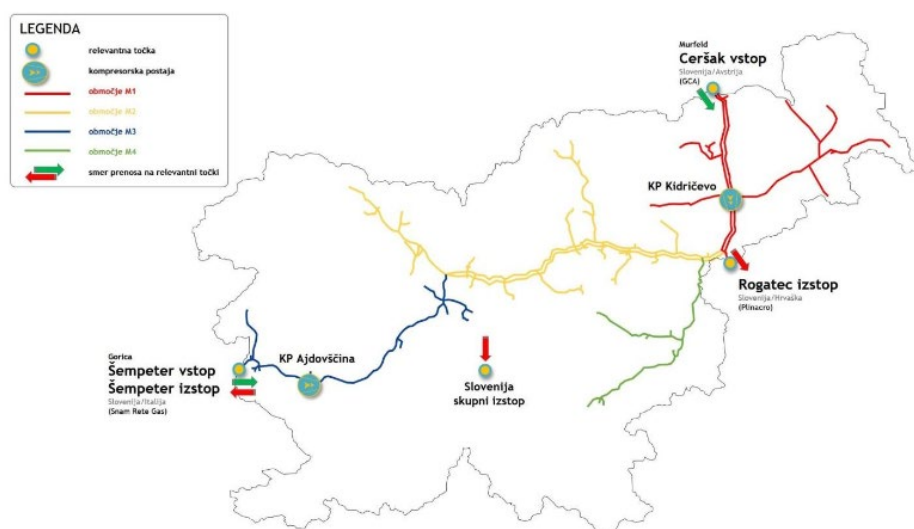 LEGENDA
relevantna točka
kompresorska postaja
območje M1
območje M2
območje M3
območje M4
smer prenosa na relevantni točki
Murfeld
Ceršak vstop
Slovenija/Avstrija
(GCA)
KP Kidričevo
Rogatec izstop
Slovenija/Hrvaška
(Plinacro)
Gorica
Šempeter vstop
Šempeter izstop
Slovenija/Italija
(Snam Rete Gas)
KP Ajdovščina
Slovenija
skupni izstop